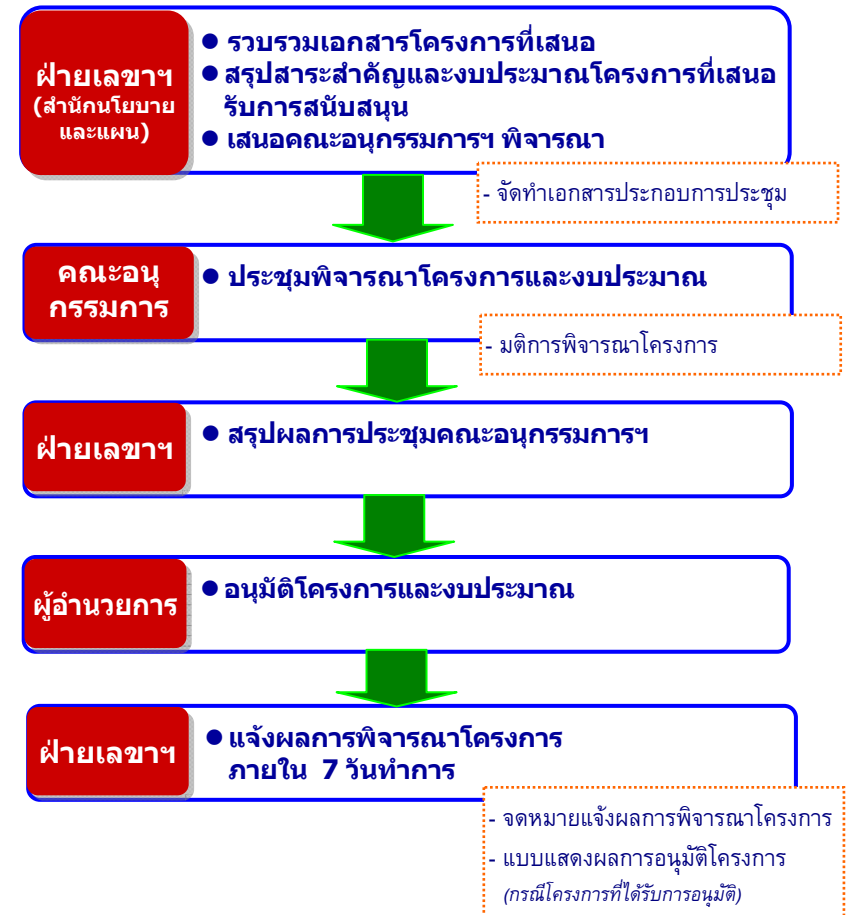 ฝ่ายเลขาฯ
(สำนักนโยบาย
และแผน)
● รวบรวมเอกสารโครงการที่เสนอ
● สรุปสาระสำคัญและงบประมาณโครงการที่เสนอ
รับการสนับสนุน
● เสนอคณะอนุกรรมการฯ พิจารณา
- จัดทำเอกสารประกอบการประชุม
คณะอนุ
กรรมการ
● ประชุมพิจารณาโครงการและงบประมาณ
- มติการพิจารณาโครงการ
ฝ่ายเลขาฯ
● สรุปผลการประชุมคณะอนุกรรมการฯ
ผู้อำนวยการ
● อนุมัติโครงการและงบประมาณ
ฝ่ายเลขาฯ
● แจ้งผลการพิจารณาโครงการ
ภายใน 7 วันทำการ
- จดหมายแจ้งผลการพิจารณาโครงการ
- แบบแสดงผลการอนุมัติโครงการ
(กรณีโครงการที่ได้รับการอนุมัติ)